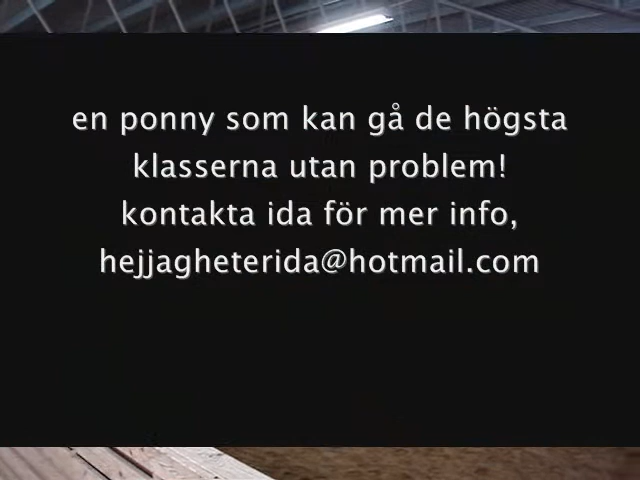 en ponny som kan gå de högsta
klasserna utan problem!
kontakta ida för mer info,
hejjagheterida@hotmail.com